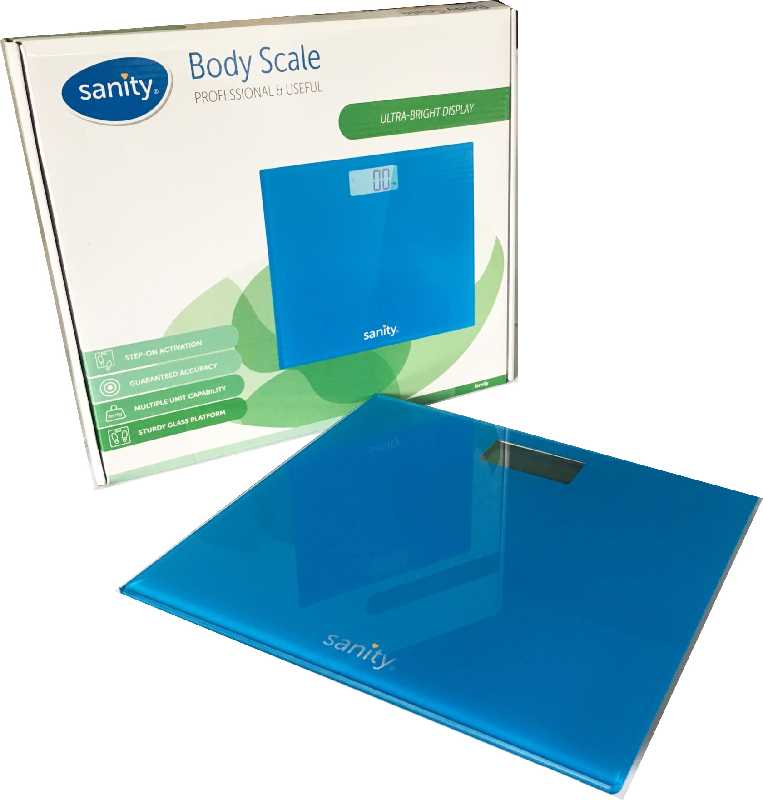 sanity®
Body Scale
PROFESSIONAL & USEFUL
ULTRA-BRIGHT DISPLAY
00
sanity®
STEP-ON ACTIVATION
GUARANTEED ACCURACY
MULTIPLE UNIT CAPABILITY
STURDY GLASS PLATFORM
sanity®